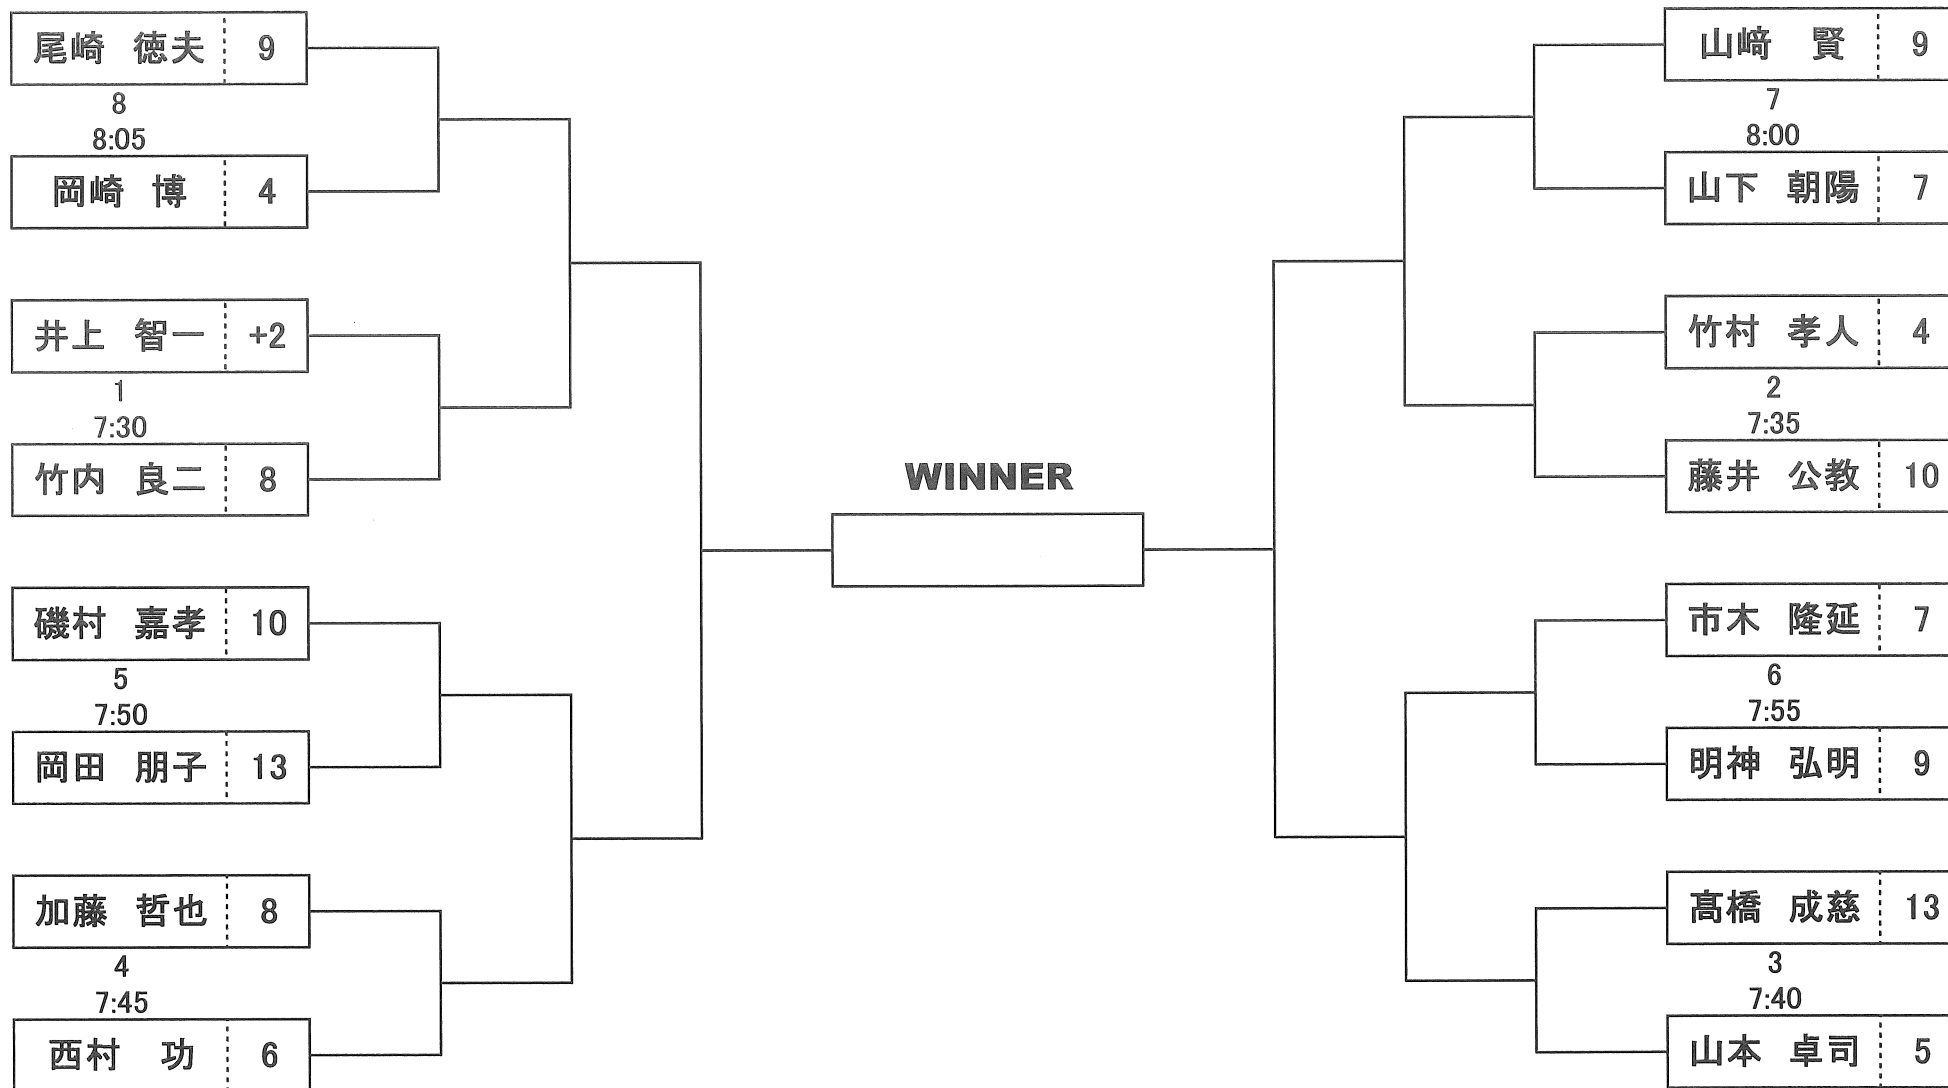 尾崎 徳夫 9
8
8:05
岡崎 博 4
井上 智一 +2
1
7:30
竹内 良二 8
磯村 嘉孝 10
5
7:50
岡田 朋子 13
加藤 哲也 8
4
7:45
西村 功 6
WINNER
山﨑 賢 9
7
8:00
山下 朝陽 7
竹村 孝人 4
2
7:35
藤井 公教 10
市木 隆延 7
6
7:55
明神 弘明 9
髙橋 成慈 13
3
7:40
山本 卓司 5